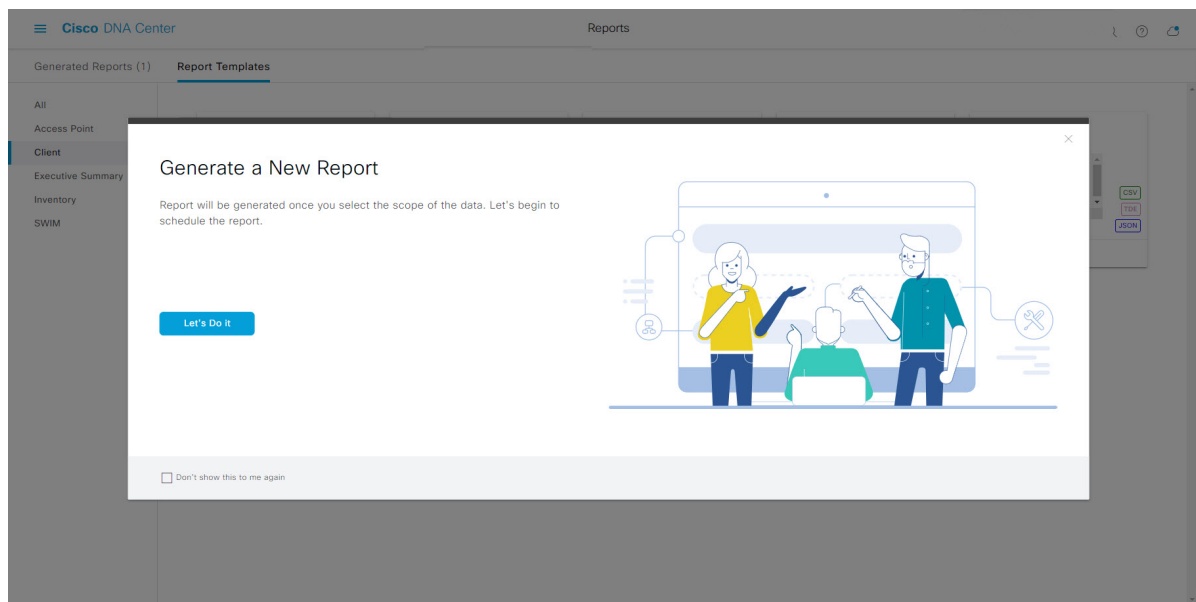 Cisco DNA Center
Reports
Generated Reports (1)
Report Templates
All
Access Point
Client
Executive Summary
Inventory
SWIM
Generate a New Report
Report will be generated once you select the scope of the data. Let's begin to
schedule the report.
Let's Do it
Don't show this to me again
CSV
TDE
JSON